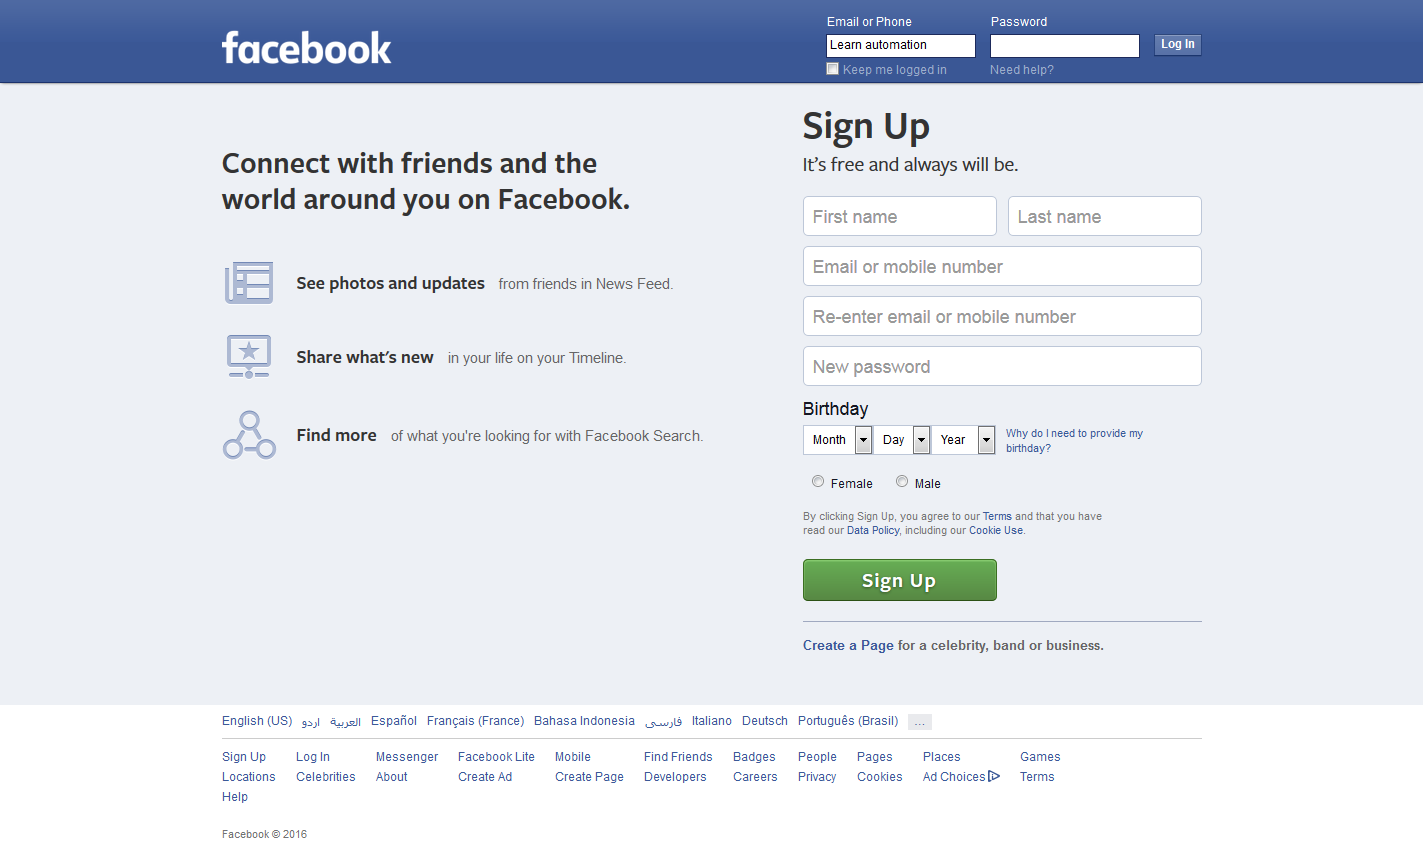 facebook
Email or Phone
Password
Learn automation
Log In
Keep me logged in
Need help?
Connect with friends and the
world around you on Facebook.
See photos and updates from friends in News Feed.
Share what's new in your life on your Timeline.
Find more of what you're looking for with Facebook Search.
Sign Up
It's free and always will be.
First name
Last name
Email or mobile number
Re-enter email or mobile number
New password
Birthday
Month Day Year
Why do I need to provide my
birthday?
Female Male
By clicking Sign Up, you agree to our Terms and that you have
read our Data Policy, including our Cookie Use.
Sign Up
Create a Page for a celebrity, band or business.
English (US) اردو العربية Español Français (France) Bahasa Indonesia فارسی Italiano Deutsch Português (Brasil) ...
Sign Up Log In Messenger Facebook Lite Mobile Find Friends Badges People Pages Places Games
Locations Celebrities About Create Ad Create Page Developers Careers Privacy Cookies Ad Choices Terms
Help
Facebook © 2016